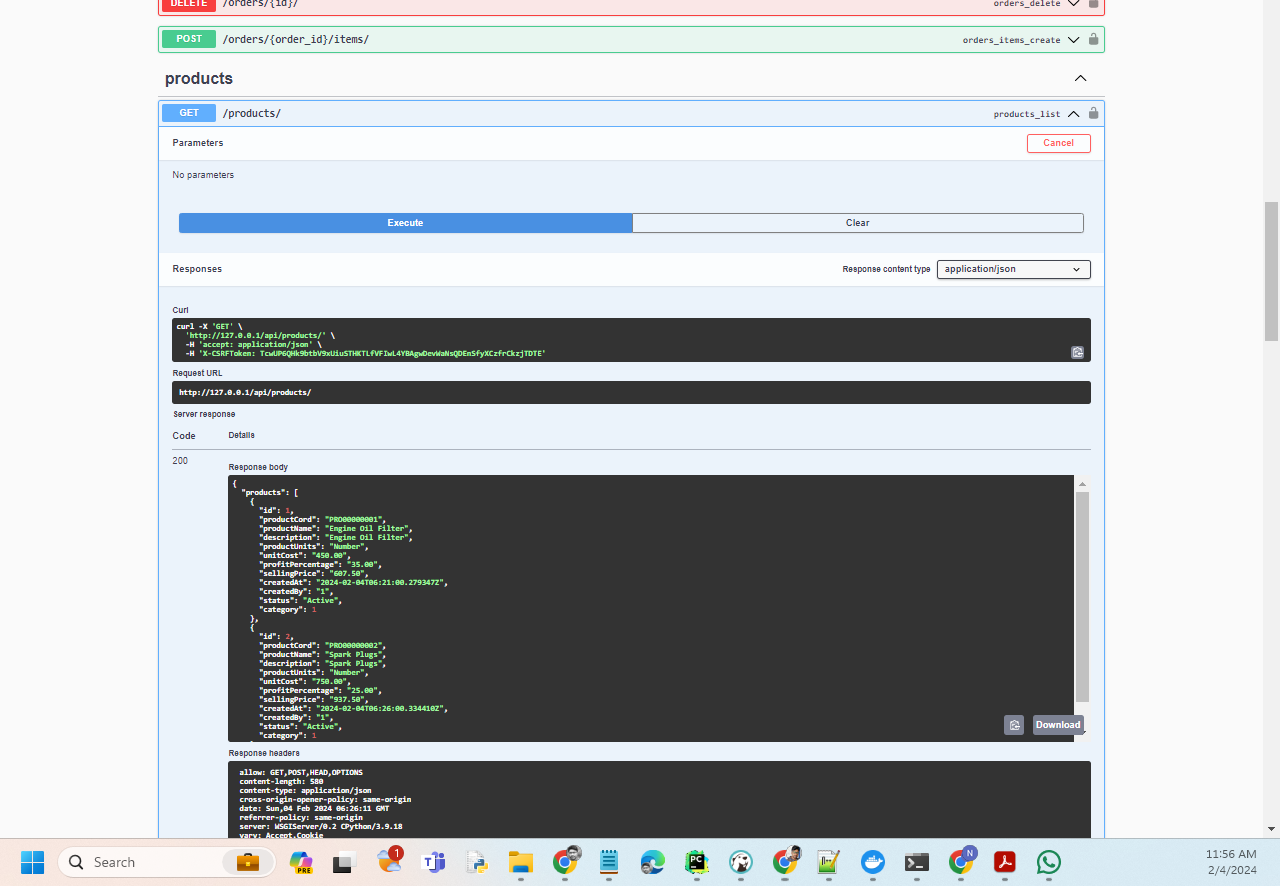 DELETE /orders/{id}/ orders_delete
POST /orders/{order_id}/items/ orders_items_create
products
GET /products/ products_list
Parameters Cancel
No parameters
Execute Clear
Responses Response content type application/json
Curl
curl -X 'GET' \
'http://127.0.0.1/api/products/' \
-H 'accept: application/json' \
-H 'X-CSRFToken:
Request URL
http://127.0.0.1/api/products/
Server response
Code Details
200
Response body
{
"products": [
{
"id": 1,
"productCord": "PRO00000001",
"productName": "Engine Oil Filter",
"description": "Engine Oil Filter",
"productUnits": "Number",
"unitCost": "450.00",
"profitPercentage": "35.00",
"sellingPrice": "607.50",
"createdAt": "2024-02-04T06:21:00.279347Z",
"createdBy": "1",
"status": "Active",
"category": 1
},
{
"id": 2,
"productCord": "PRO00000002",
"productName": "Spark Plugs",
"description": "Spark Plugs",
"productUnits": "Number",
"unitCost": "750.00",
"profitPercentage": "25.00",
"sellingPrice": "937.50",
"createdAt": "2024-02-04T06:26:00.334410Z",
"createdBy": "1",
"status": "Active",
"category": 1
Download
Response headers
allow: GET,POST,HEAD,OPTIONS
content-length: 580
content-type: application/json
cross-origin-opener-policy: same-origin
date: Sun,04 Feb 2024 06:26:11 GMT
referrer-policy: same-origin
server: WSGIServer/0.2 CPython/3.9.18
vary: Accept,Cookie
Search
PRE
1
PC
N
11:56 AM
2/4/2024